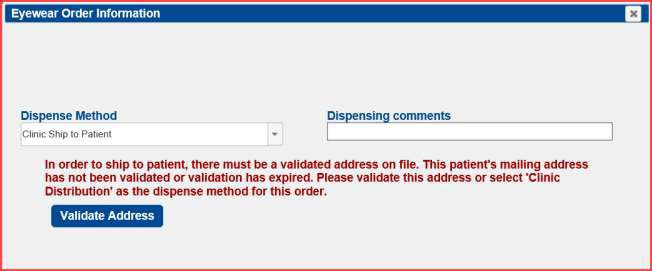 Eyewear Order Information
Dispense Method
Dispensing comments
Clinic Ship to Patient
In order to ship to patient, there must be a validated address on file. This patient's mailing address
has not been validated or validation has expired. Please validate this address or select 'Clinic
Distribution' as the dispense method for this order.
Validate Address